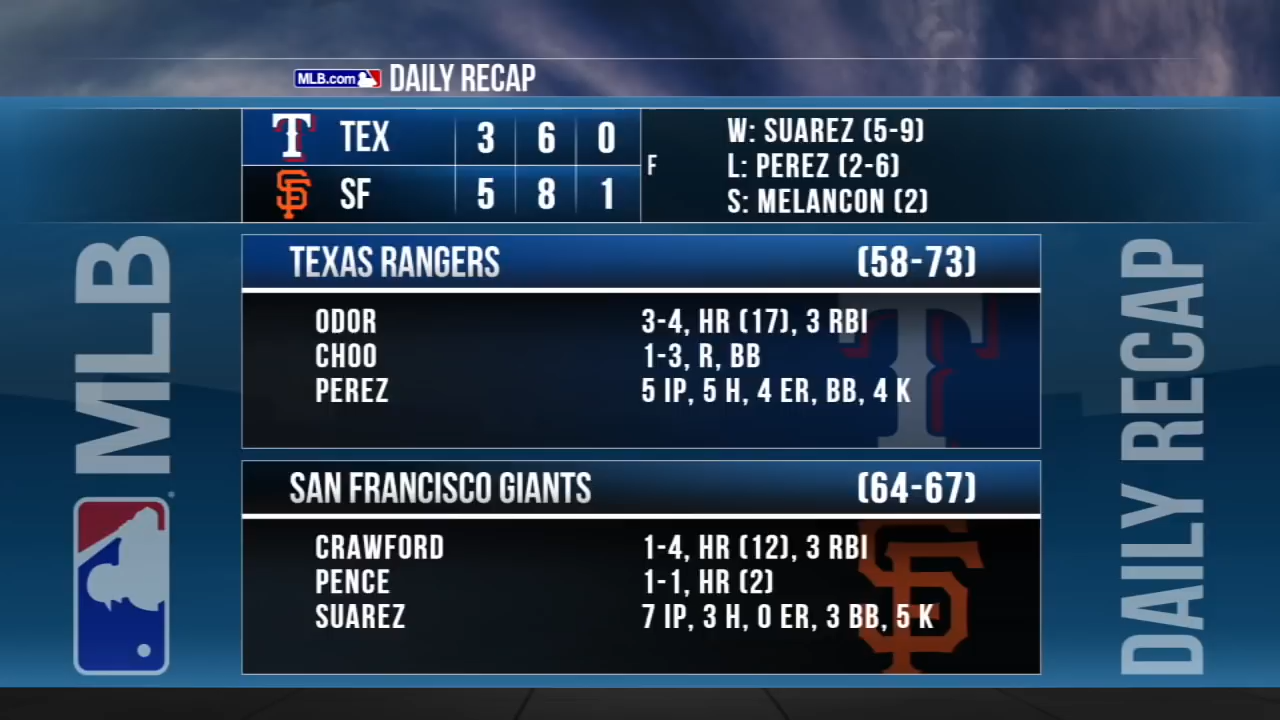 MLB.com DAILY RECAP
TEX 3 6 0
SF 5 8 1
F
W: SUAREZ (5-9)
L: PEREZ (2-6)
S: MELANCON (2)
TEXAS RANGERS (58-73)
ODOR 3-4, HR (17), 3 RBI
CHOO 1-3, R, BB
PEREZ 5 IP, 5 H, 4 ER, BB, 4 K
SAN FRANCISCO GIANTS (64-67)
CRAWFORD 1-4, HR (12), 3 RBI
PENCE 1-1, HR (2)
SUAREZ 7 IP, 3 H, 0 ER, 3 BB, 5 K
MLB
DAILY RECAP